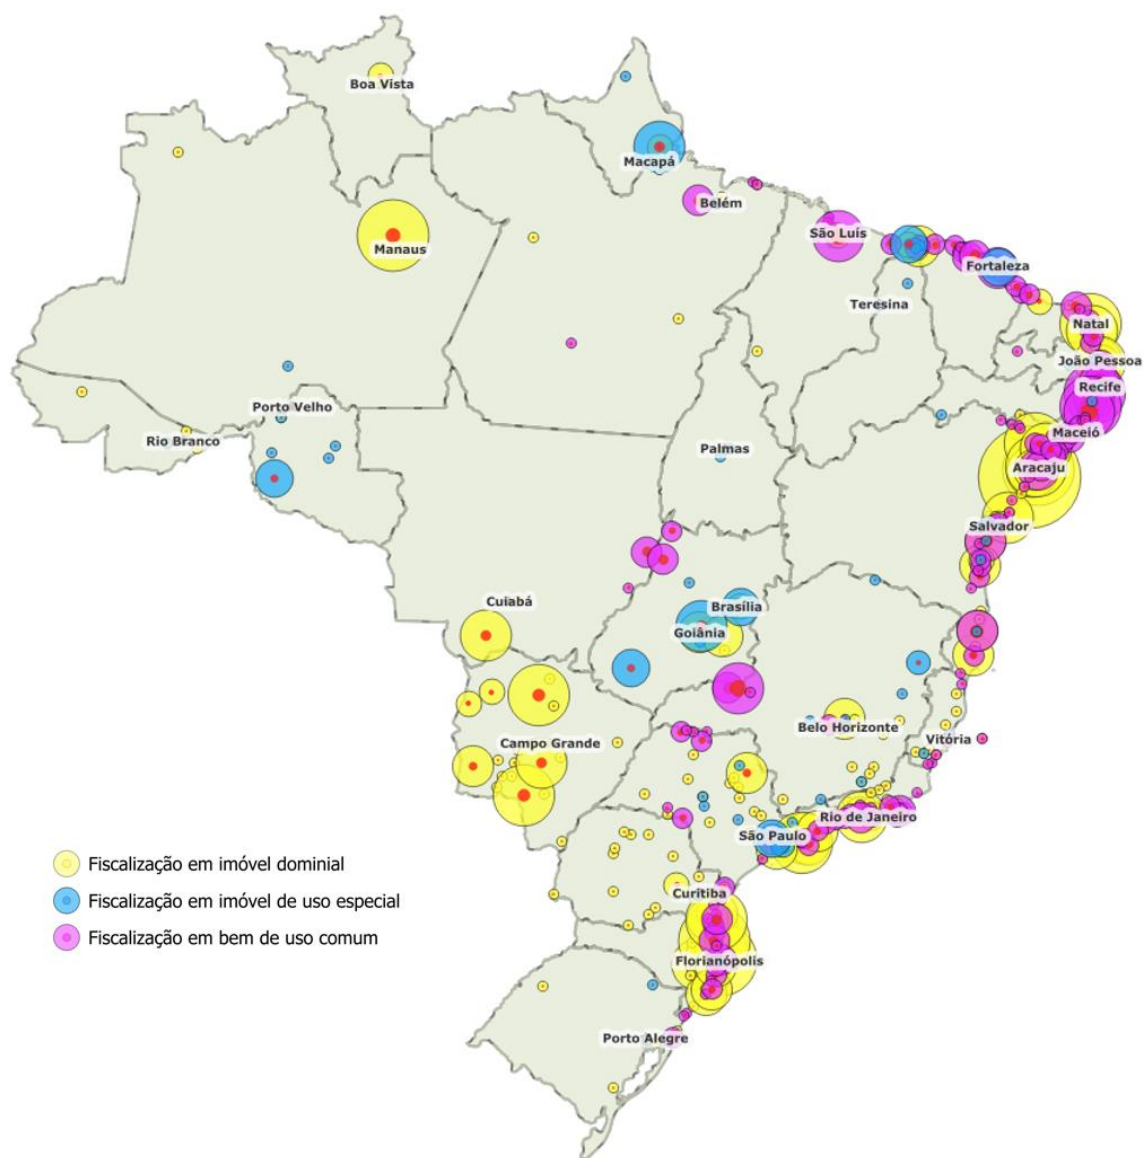 Boa Vista
Macapá
Belém
São Luís
Manaus
Fortaleza
Teresina
Natal
João Pessoa
Recife
Porto Velho
Maceió
Rio Branco
Palmas
Aracaju
Salvador
Cuiabá
Brasília
Goiânia
Belo Horizonte
Vitória
Campo Grande
Rio de Janeiro
São Paulo
Fiscalização em imóvel dominial
Fiscalização em imóvel de uso especial
Fiscalização em bem de uso comum
Curitiba
Florianópolis
Porto Alegre